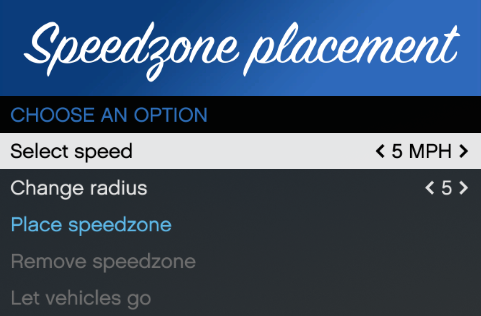 Speedzone placement
CHOOSE AN OPTION
Select speed < 5 MPH >
Change radius < 5 >
Place speedzone
Remove speedzone
Let vehicles go